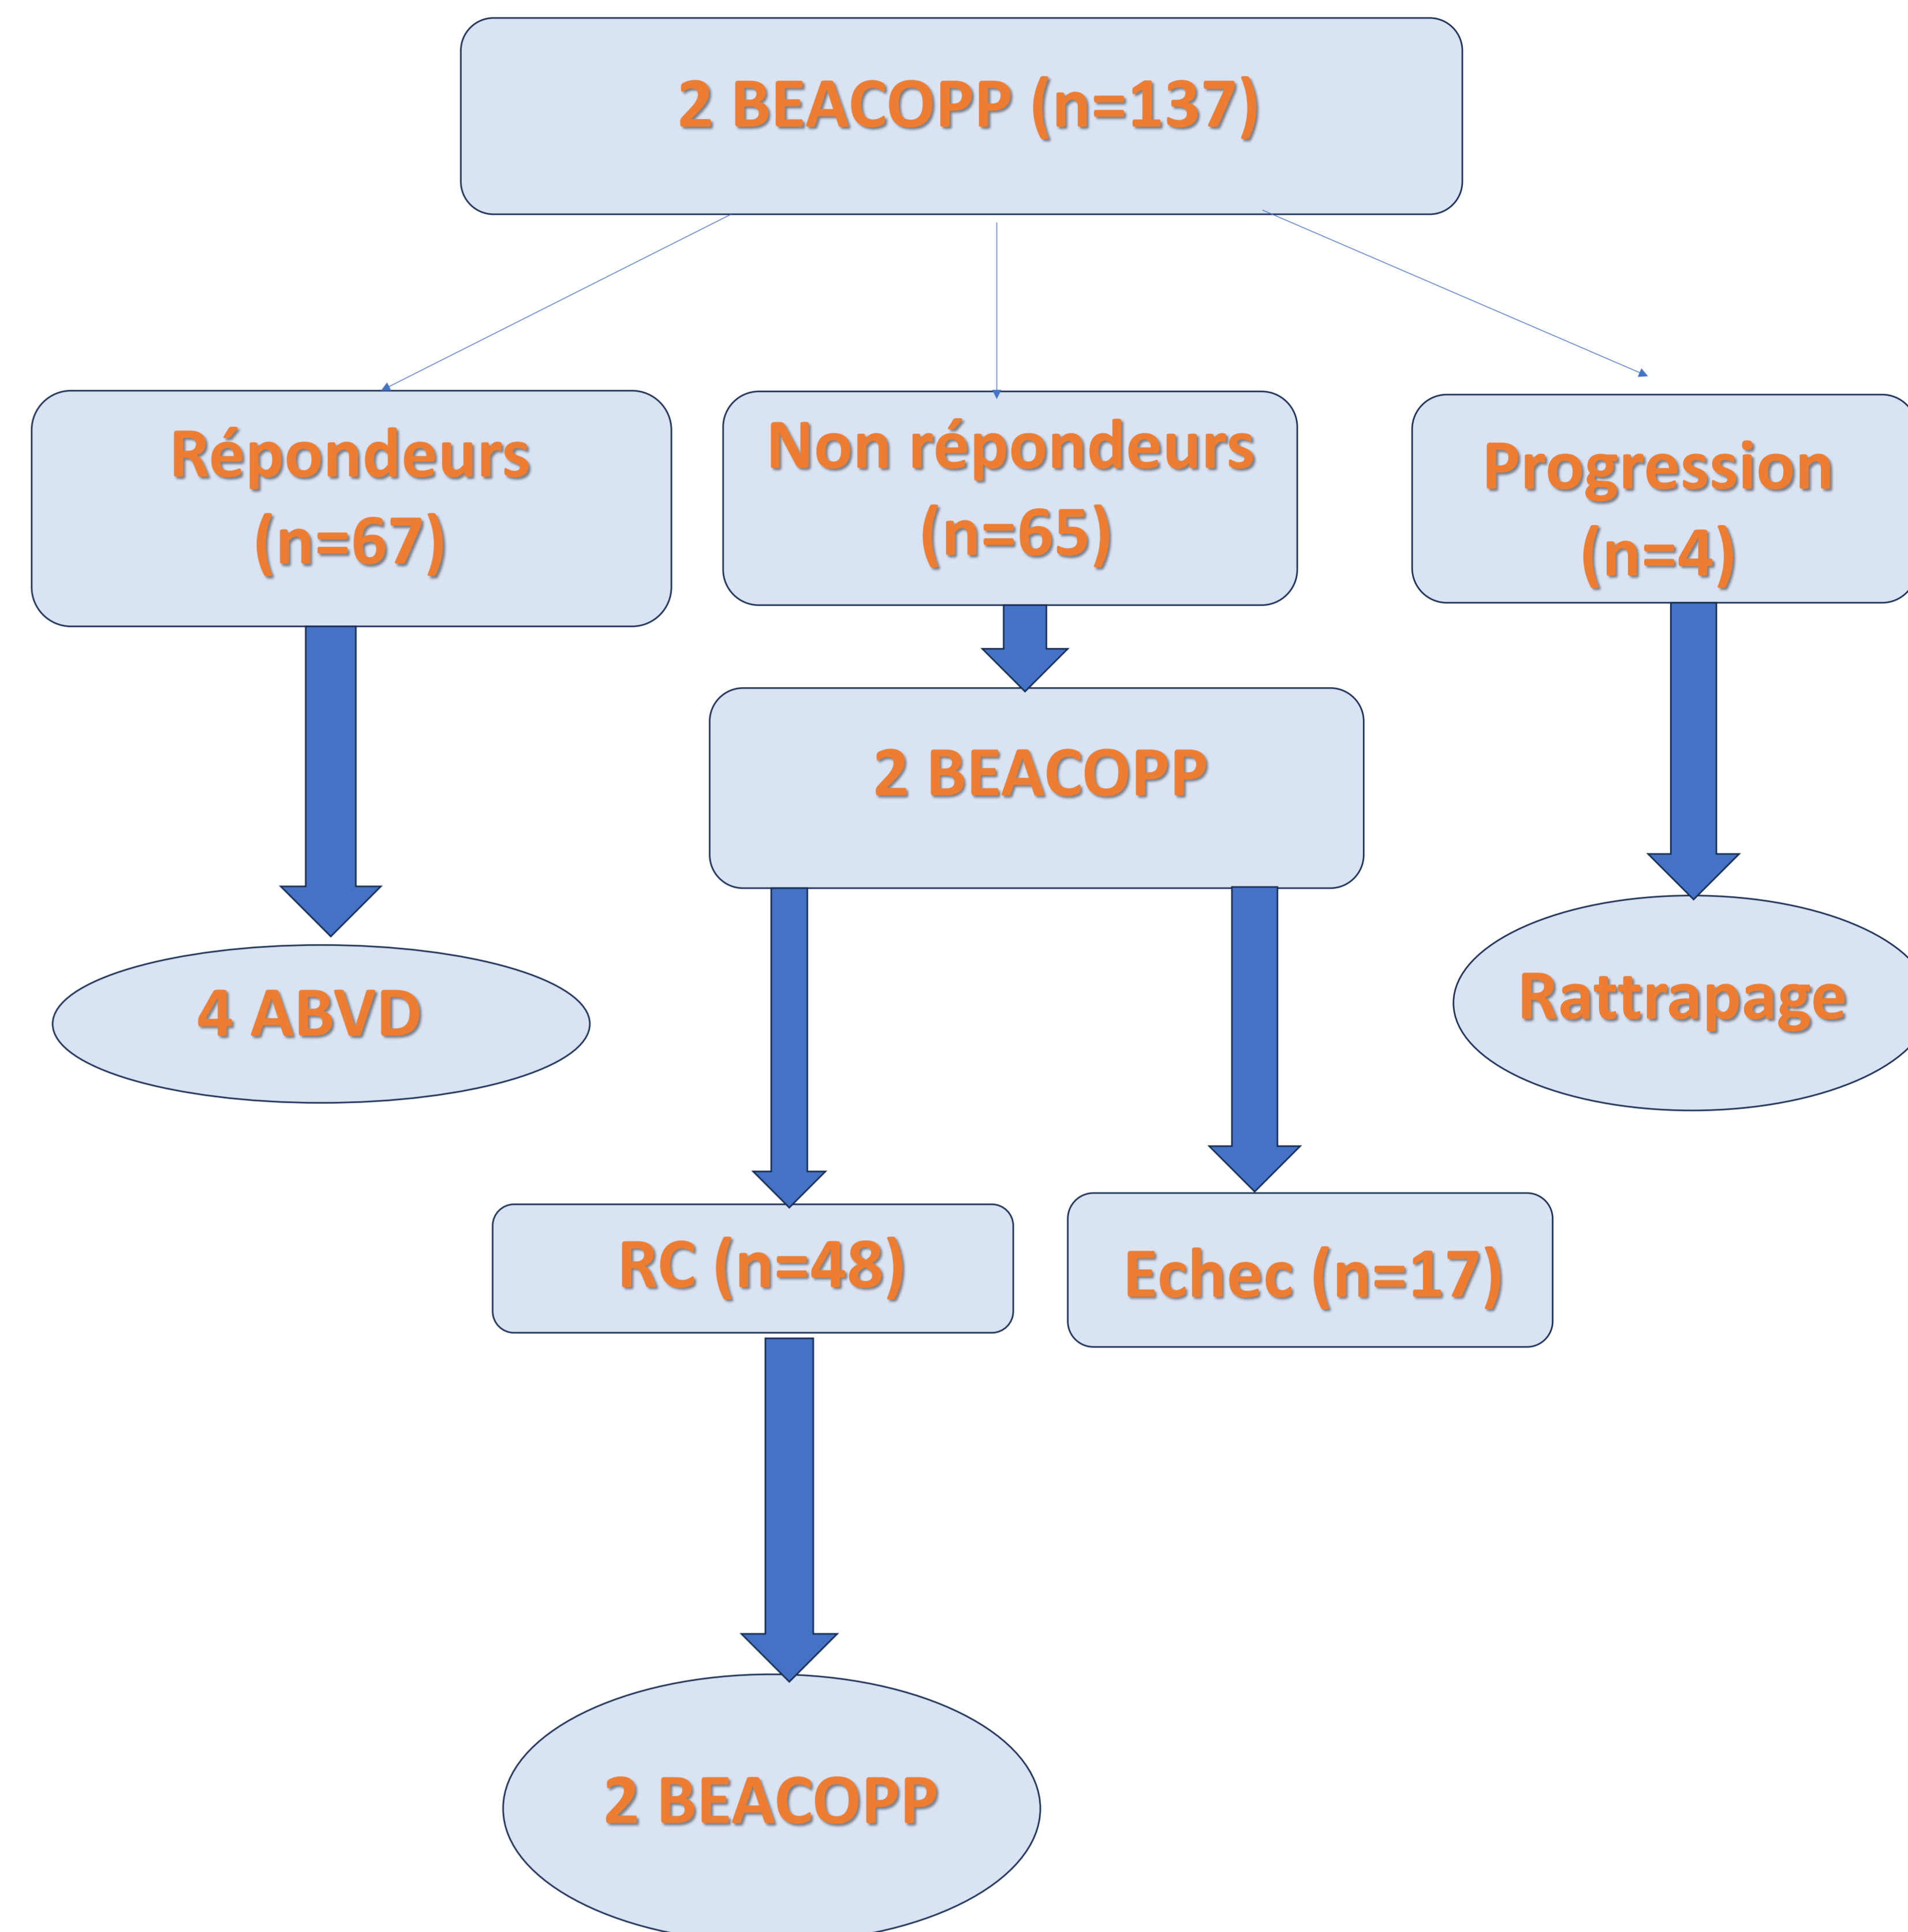 2 BEACOPP (n=137)
Répondeurs
(n=67)
Non répondeurs
(n=65)
Progression
(n=4)
2 BEACOPP
4 ABVD
Rattrapage
RC (n=48)
Echec (n=17)
2 BEACOPP